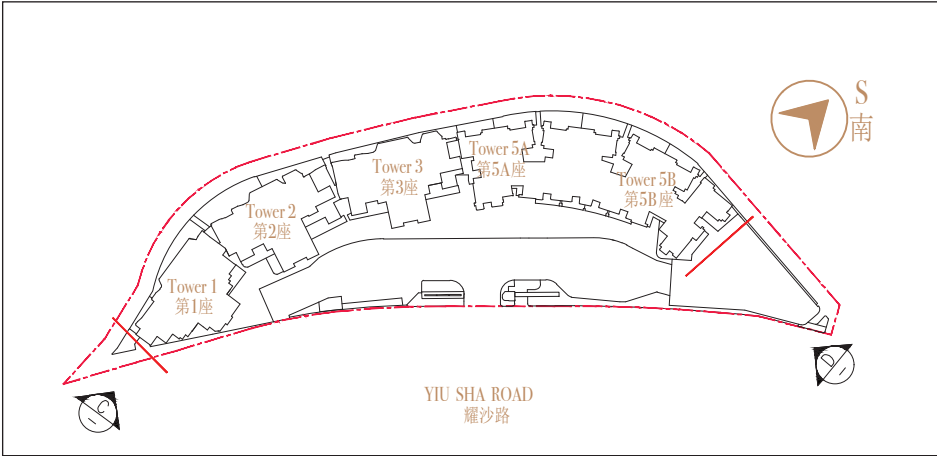 S
南
Tower 5A
第5A座
Tower 3
第3座
Tower 5B
第5B座
Tower 2
第2座
Tower 1
第1座
D
C
YIU SHA ROAD
耀沙路